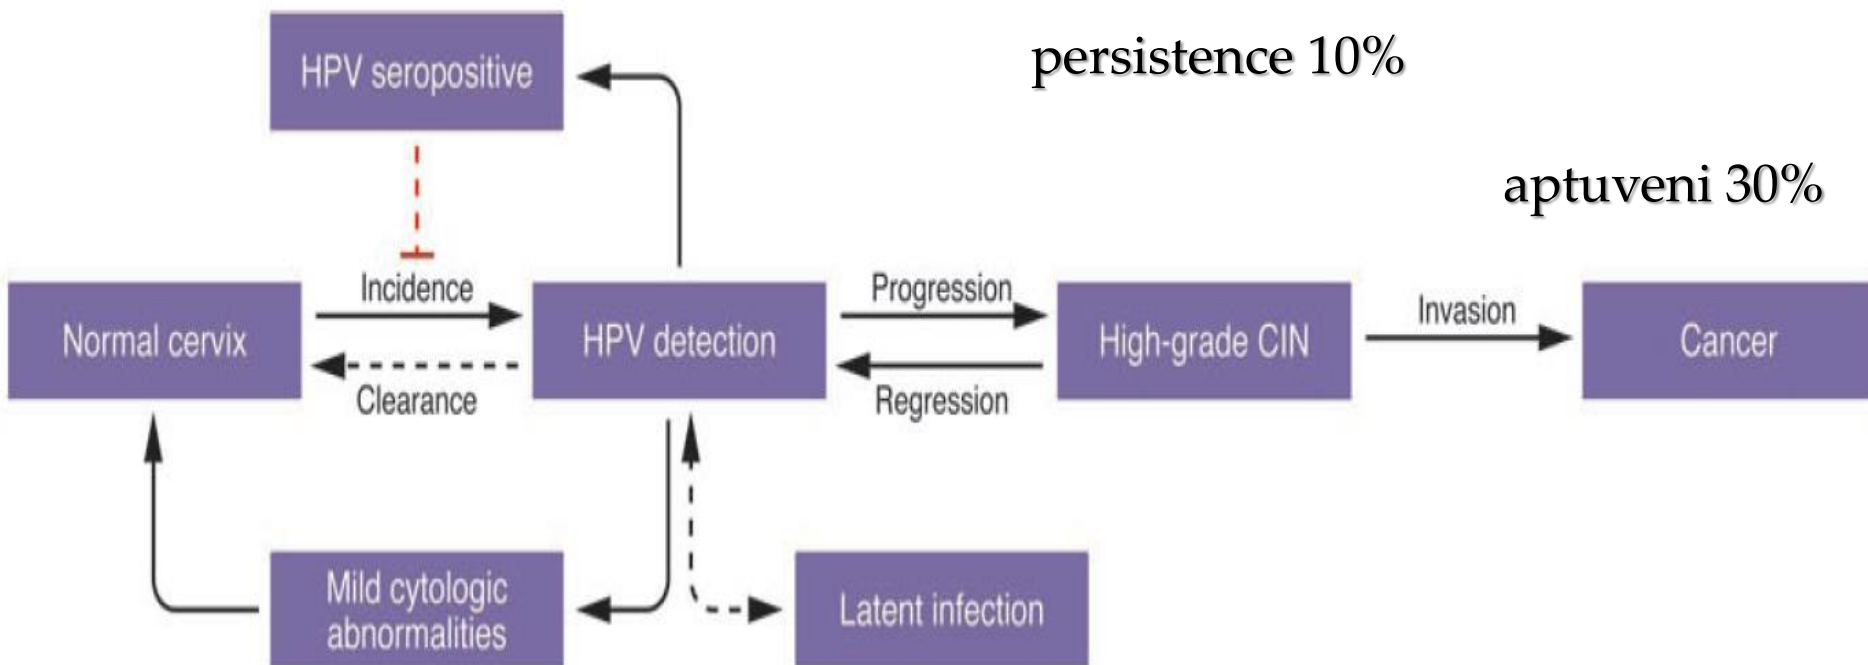 persistence 10%
HPV seropositive
aptuveni 30%
Incidence
Progression
Invasion
Normal cervix
HPV detection
High-grade CIN
Cancer
Clearance
Regression
Mild cytologic
abnormalities
Latent infection